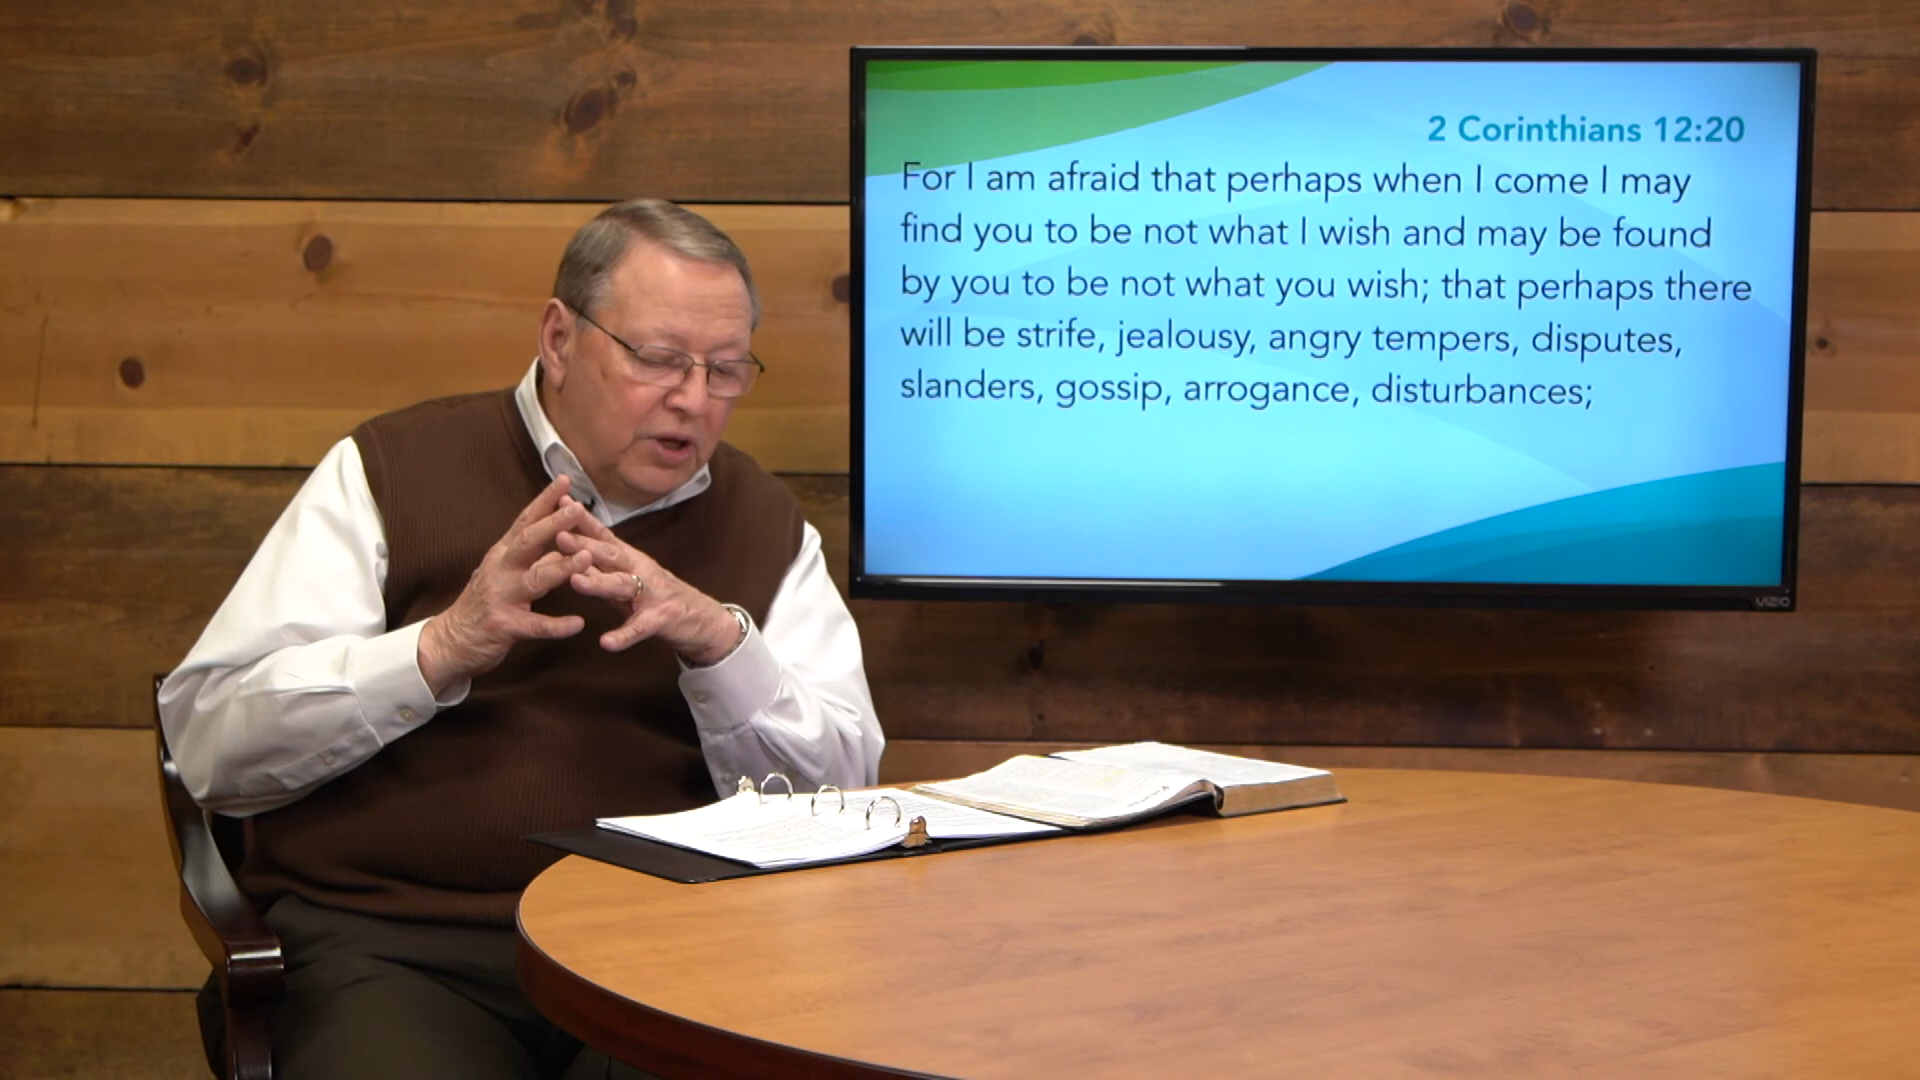 2 Corinthians 12:20
For I am afraid that perhaps when I come I may
find you to be not what I wish and may be found
by you to be not what you wish; that perhaps there
will be strife, jealousy, angry tempers, disputes,
slanders, gossip, arrogance, disturbances;
VIZIO